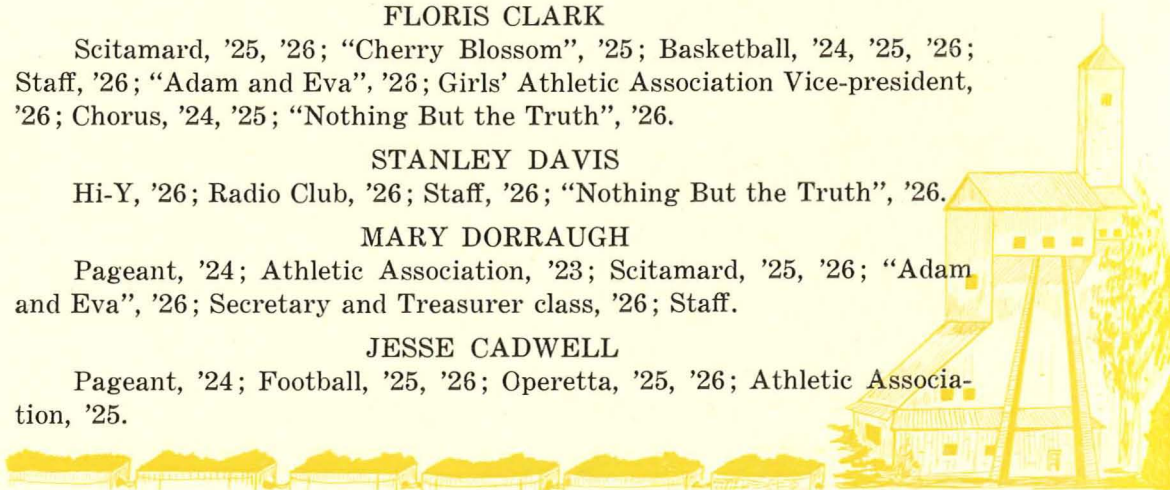 FLORIS CLARK
Scitamard, ’25, ’26; “Cherry Blossom”, ’25; Basketball, ’24, ’25, ’26;
Staff, ’26; “Adam and Eva”, ’26; Girls’ Athletic Association Vice-president,
’26; Chorus, ’24, ’25; “Nothing But the Truth”, ’26.
STANLEY DAVIS
Hi-Y, ’26; Radio Club, ’26; Staff, ’26; “Nothing But the Truth”, ’26.
MARY DORRAUGH
Pageant, ’24; Athletic Association, ’23; Scitamard, ’25, ’26; “Adam
and Eva”, ’26; Secretary and Treasurer class, ’26; Staff.
JESSE CADWELL
Pageant, ’24; Football, ’25, ’26; Operetta, ’25, ’26; Athletic Associa-
tion, ’25.